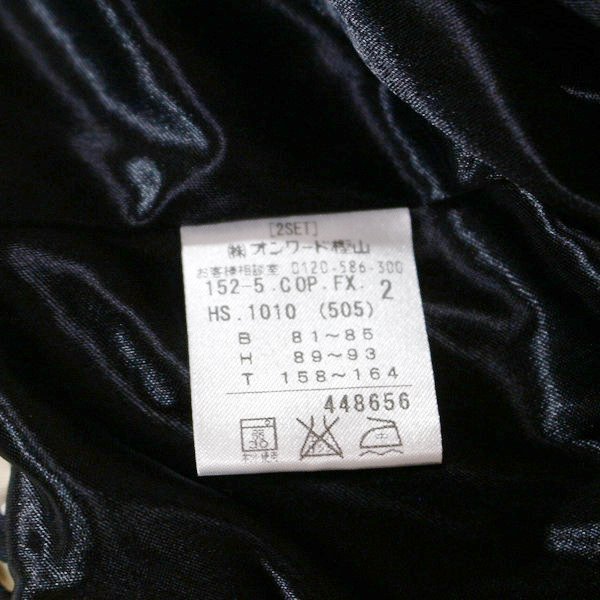 [2SET]
㈱オンワード樫山
お客様相談室 0120-586-300
152-5.COP.FX. 2
HS.1010 (505)
B 81~85
H 89~93
T 158~164
448656
中